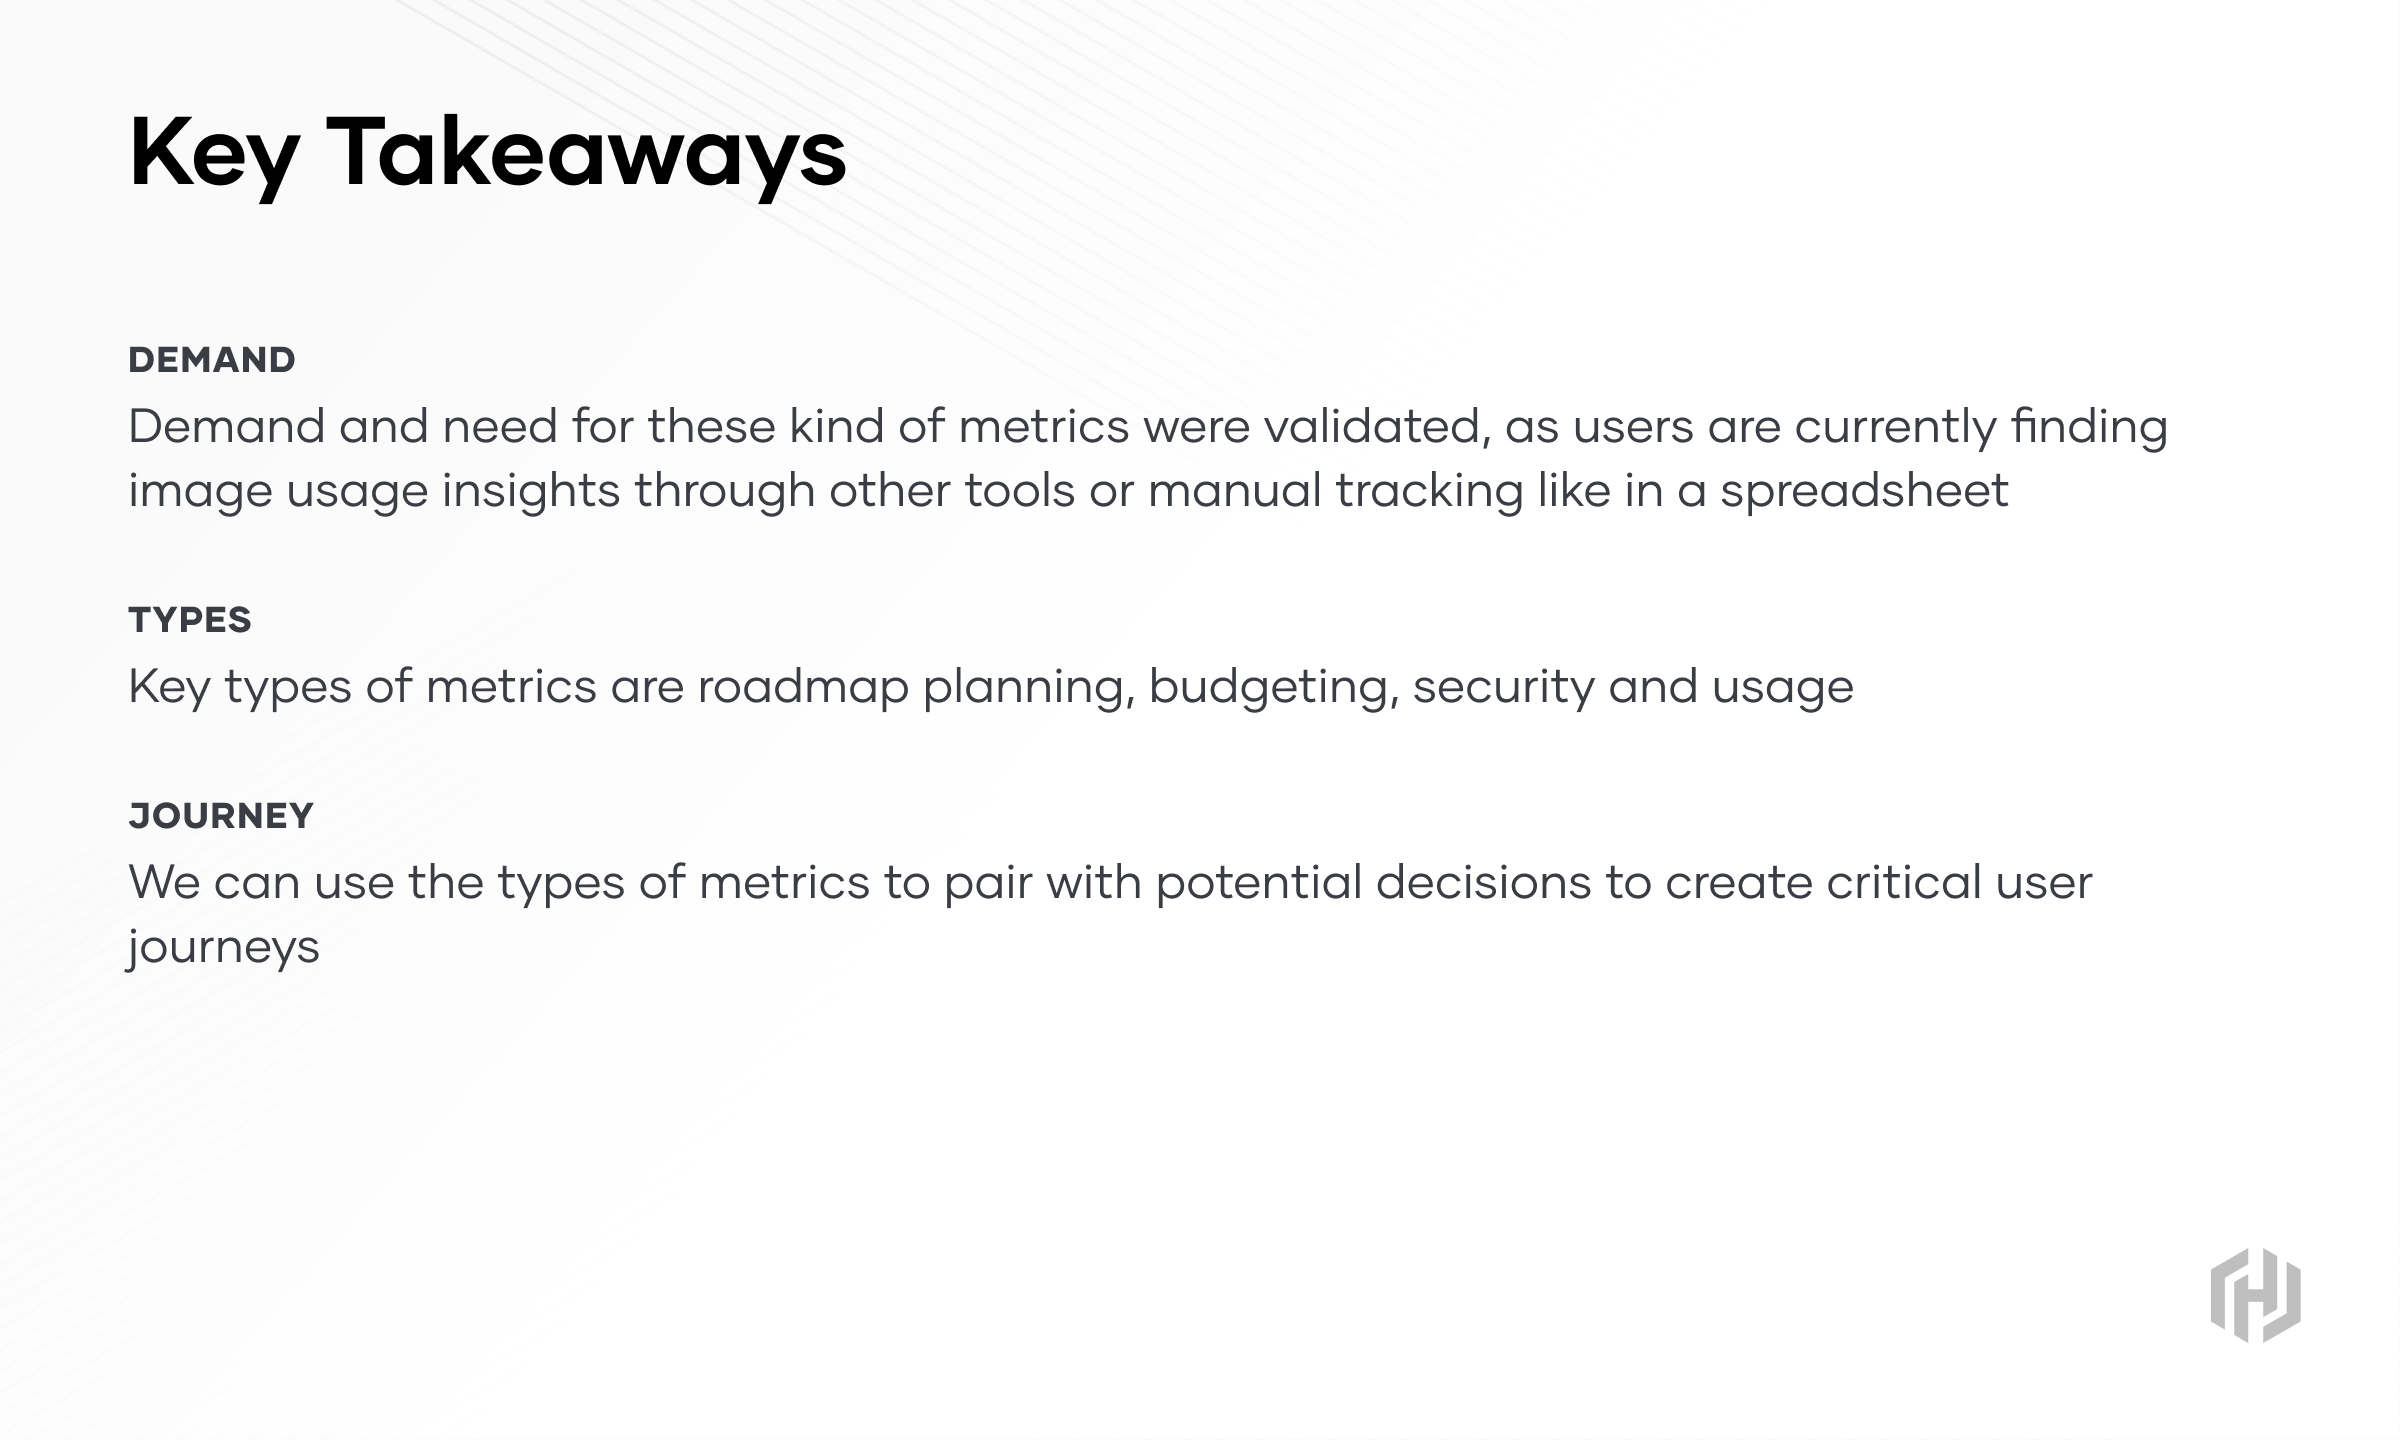 Key Takeaways
DEMAND
Demand and need for these kind of metrics were validated, as users are currently finding
image usage insights through other tools or manual tracking like in a spreadsheet
TYPES
Key types of metrics are roadmap planning, budgeting, security and usage
JOURNEY
We can use the types of metrics to pair with potential decisions to create critical user
journeys